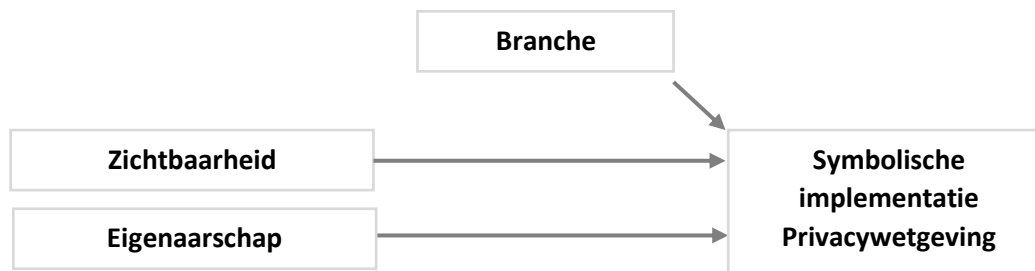 Branche
Zichtbaarheid
Eigenaarschap
Symbolische
implementatie
Privacywetgeving